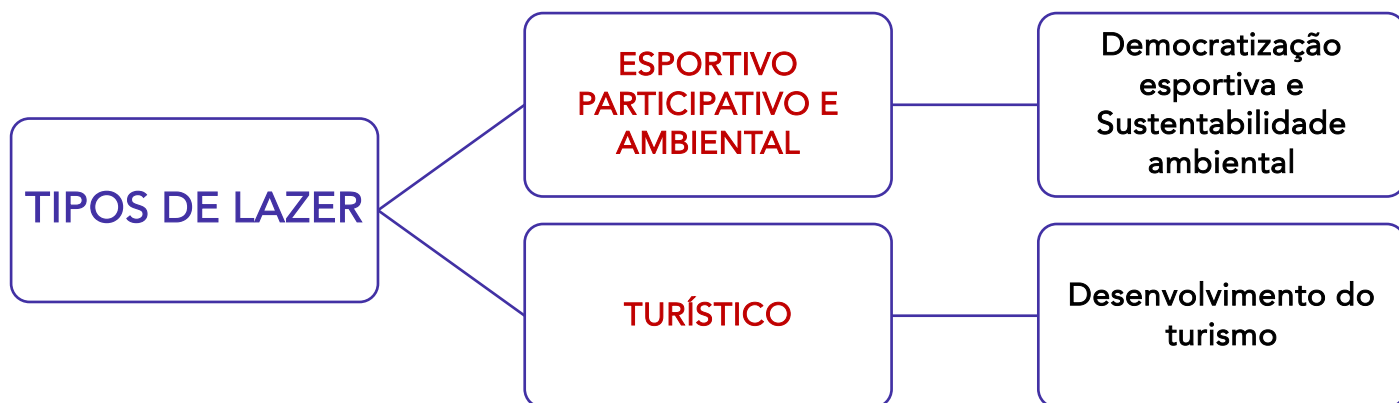 TIPOS DE LAZER
ESPORTIVO
PARTICIPATIVO E
AMBIENTAL
Democratização
esportiva e
Sustentabilidade
ambiental
TURÍSTICO
Desenvolvimento do
turismo